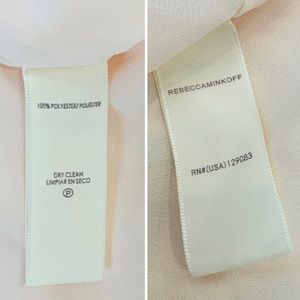 100% POLYESTER/POLIÉSTER
DRY CLEAN
LIMPIAR EN SECO
P
REBECCAMINKOFF
RN#(USA)129083